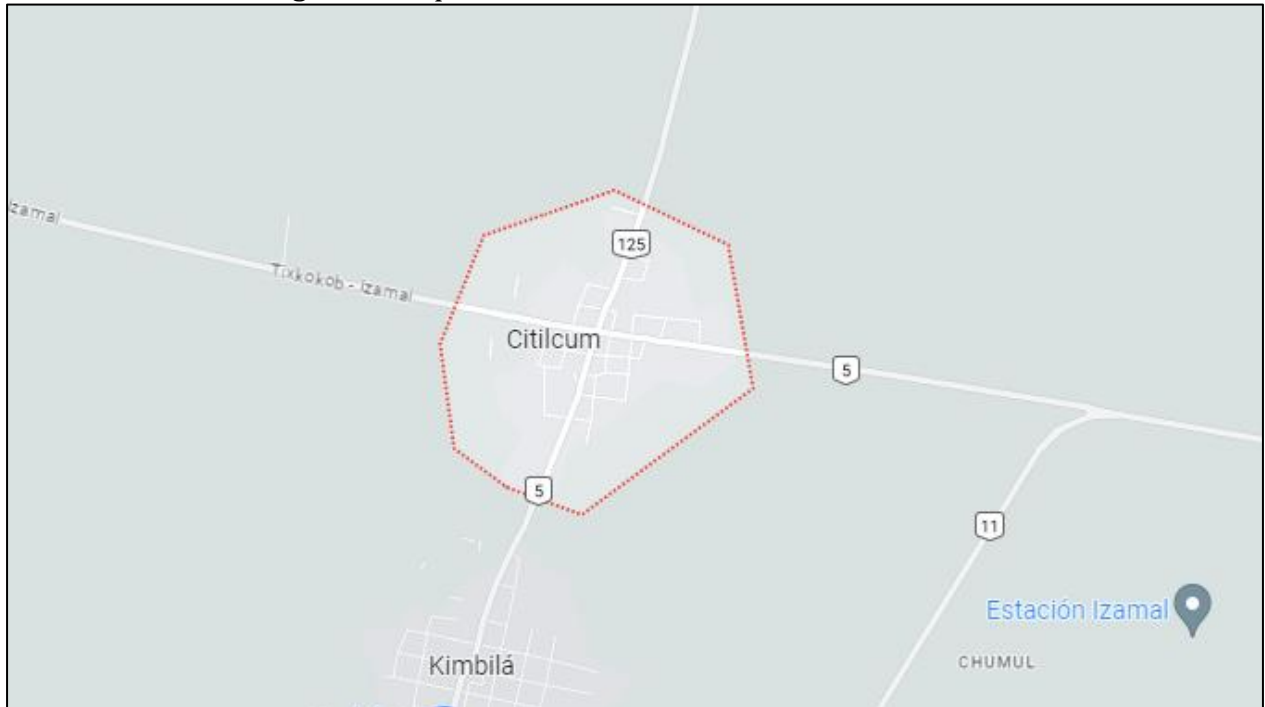 Izamal
125
Tixkokob - Izamal
Citilcum
5
5
11
Estación Izamal
CHUMUL
Kimbilá